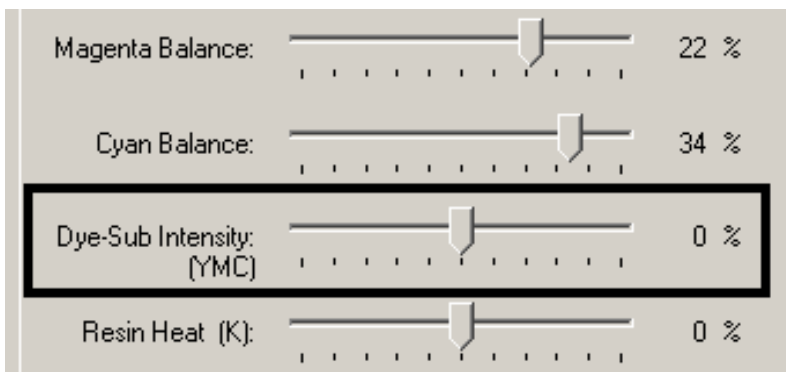 Magenta Balance: 22 %
Cyan Balance: 34 %
Dye-Sub Intensity: 0 %
(YMC)
Resin Heat (K): 0 %